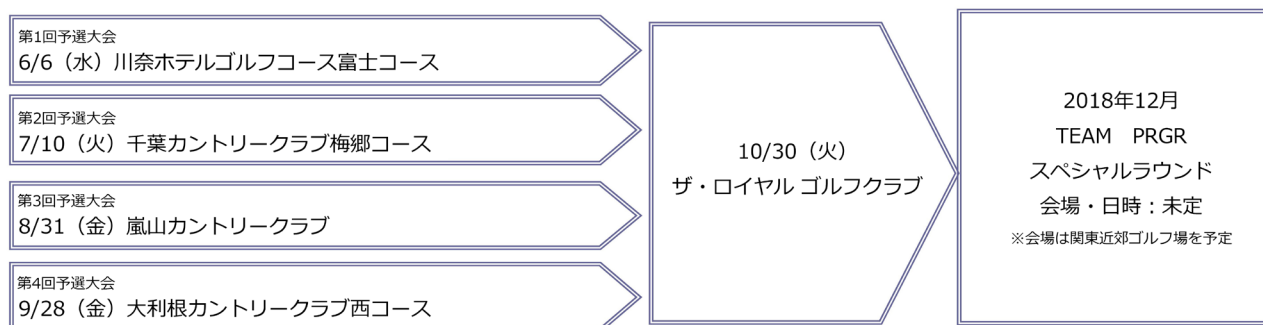 第1回予選大会
6/6（水）川奈ホテルゴルフコース富士コース
第2回予選大会
7/10（火）千葉カントリークラブ梅郷コース
第3回予選大会
8/31（金）嵐山カントリークラブ
第4回予選大会
9/28（金）大利根カントリークラブ西コース
10/30（火）
ザ・ロイヤル ゴルフクラブ
2018年12月
TEAM　PRGR
スペシャルラウンド
会場・日時：未定
※会場は関東近郊ゴルフ場を予定